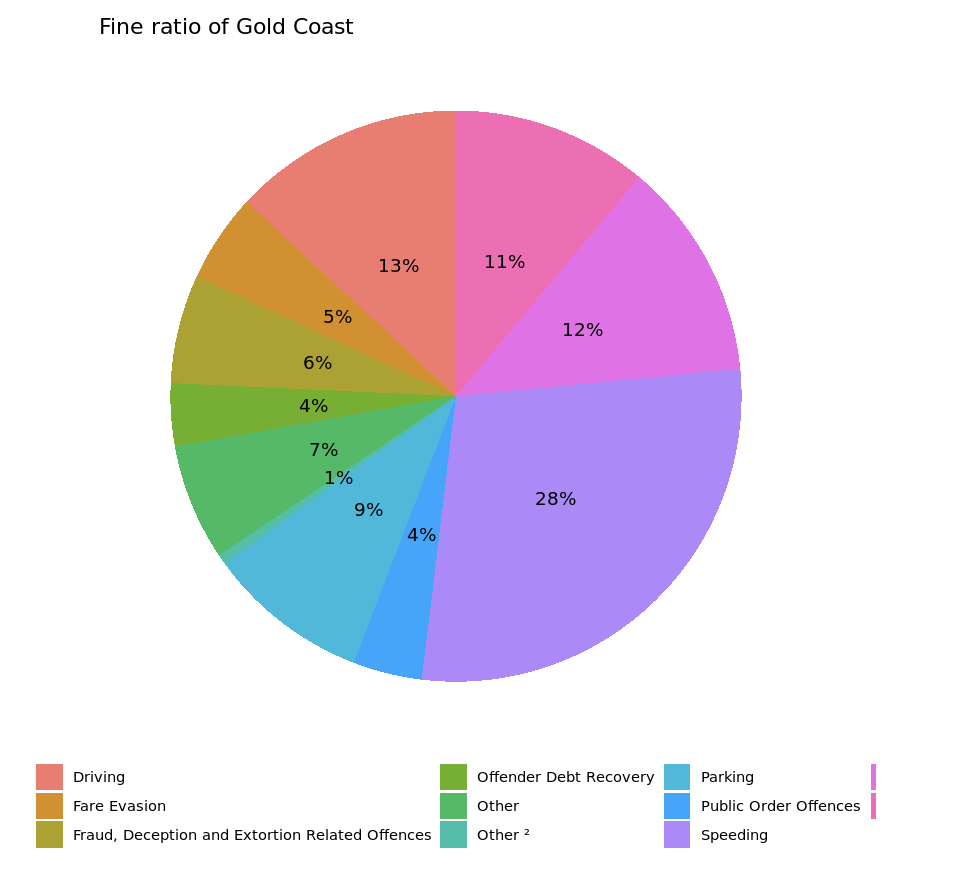 Fine ratio of Gold Coast
11%
13%
5%
12%
6%
4%
7%
1%
28%
9%
4%
Driving
Fare Evasion
Fraud, Deception and Extortion Related Offences
Offender Debt Recovery
Other
Other ²
Parking
Public Order Offences
Speeding